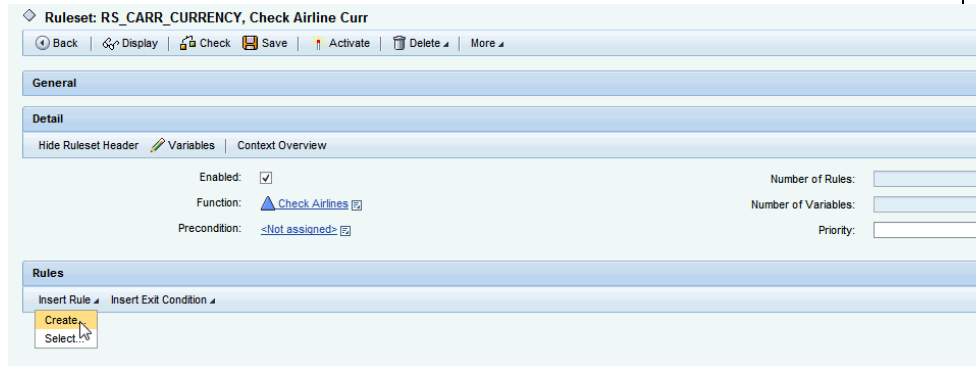 Ruleset: RS_CARR_CURRENCY, Check Airline Curr
Back Display Check Save Activate Delete More
General
Detail
Hide Ruleset Header Variables Context Overview
Enabled: Number of Rules:
Function: Check Airlines Number of Variables:
Precondition: <Not assigned> Priority:
Rules
Insert Rule Insert Exit Condition
Create...
Select...